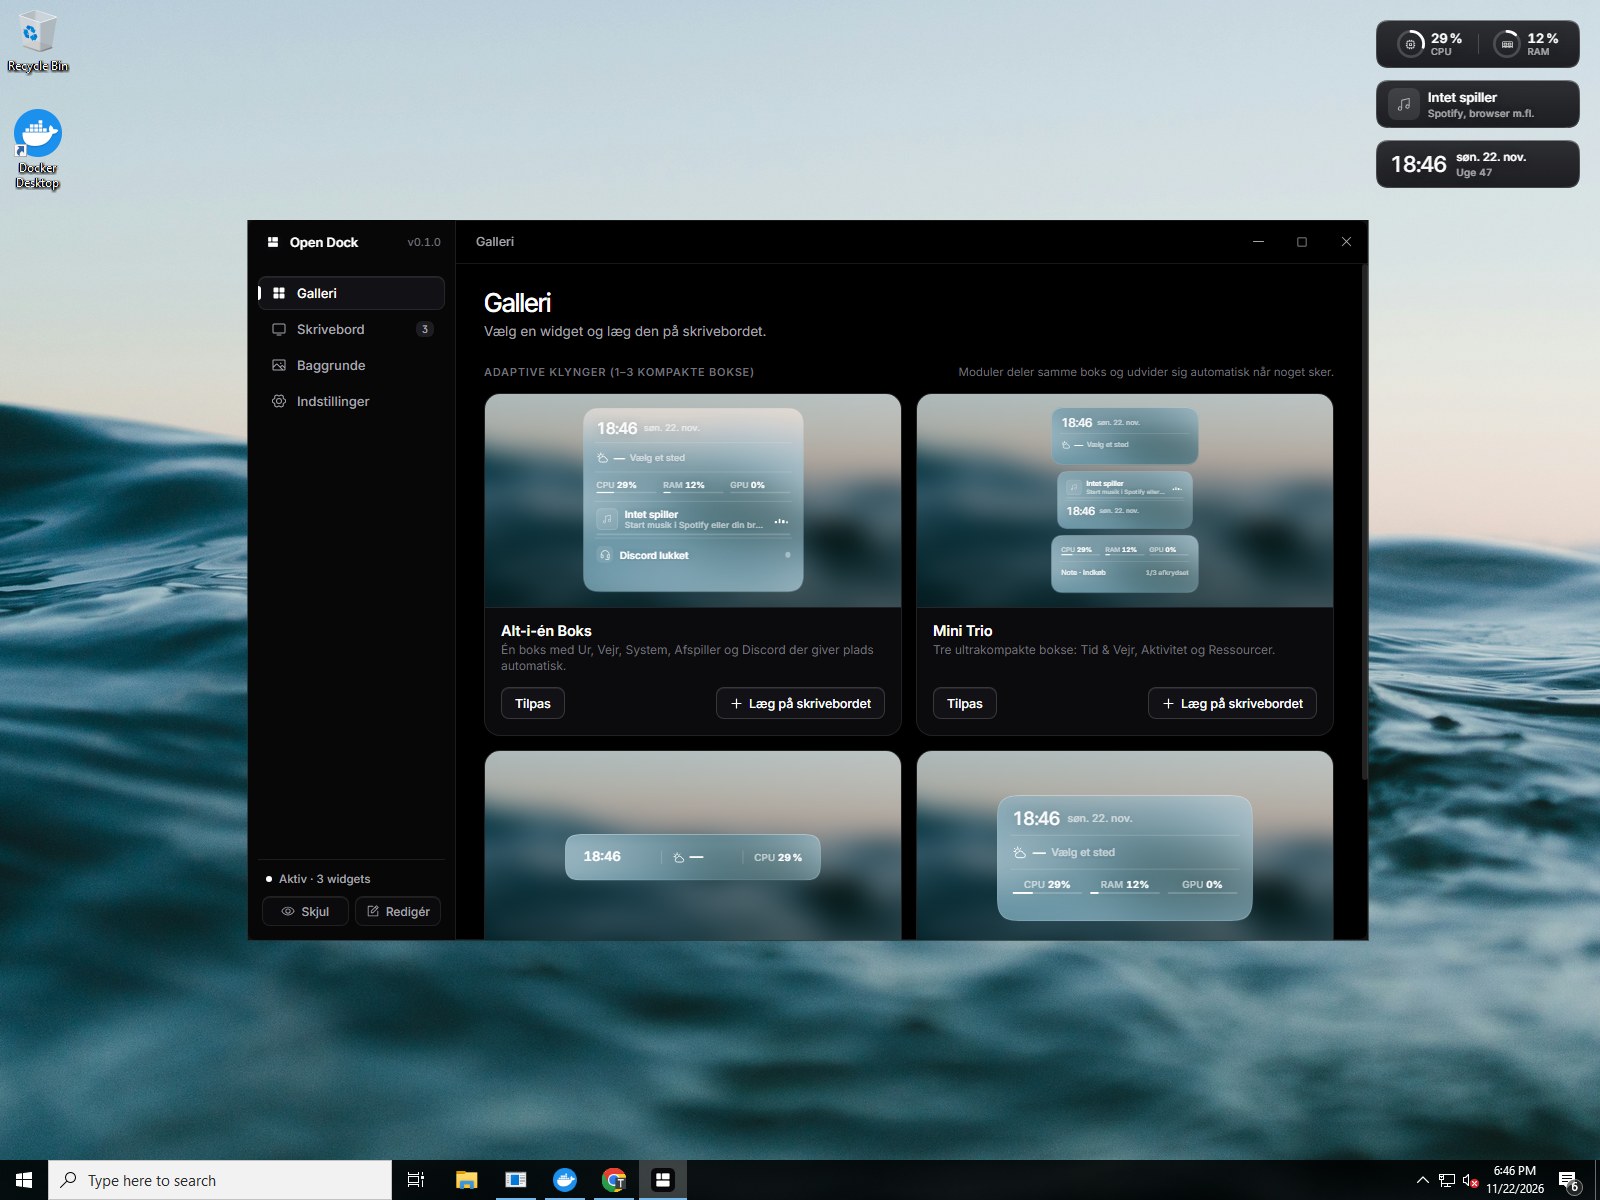 Recycle Bin
Docker
Desktop
29% CPU
12% RAM
Intet spiller
Spotify, browser m.fl.
18:46
søn. 22. nov.
Uge 47
Open Dock
v0.1.0
Galleri
Galleri
Skrivebord
3
Baggrunde
Indstillinger
Galleri
Vælg en widget og læg den på skrivebordet.
ADAPTIVE KLYNGER (1–3 KOMPAKTE BOKSE)
Moduler deler samme boks og udvider sig automatisk når noget sker.
18:46 søn. 22. nov.
— Vælg et sted
CPU 29% RAM 12% GPU 0%
Intet spiller
Start musik i Spotify eller din br...
Discord lukket
Alt-i-én Boks
Én boks med Ur, Vejr, System, Afspiller og Discord der giver plads
automatisk.
Tilpas
+ Læg på skrivebordet
18:46 søn. 22. nov.
— Vælg et sted
Intet spiller
Start musik i Spotify eller...
18:46 søn. 22. nov.
CPU 29% RAM 12% GPU 0%
Note · Indkøb
1/3 afkrydset
Mini Trio
Tre ultrakompakte bokse: Tid & Vejr, Aktivitet og Ressourcer.
Tilpas
+ Læg på skrivebordet
18:46 — CPU 29%
18:46 søn. 22. nov.
— Vælg et sted
CPU 29% RAM 12% GPU 0%
Aktiv · 3 widgets
Skjul
Redigér
Type here to search
6:46 PM
11/22/2026
6